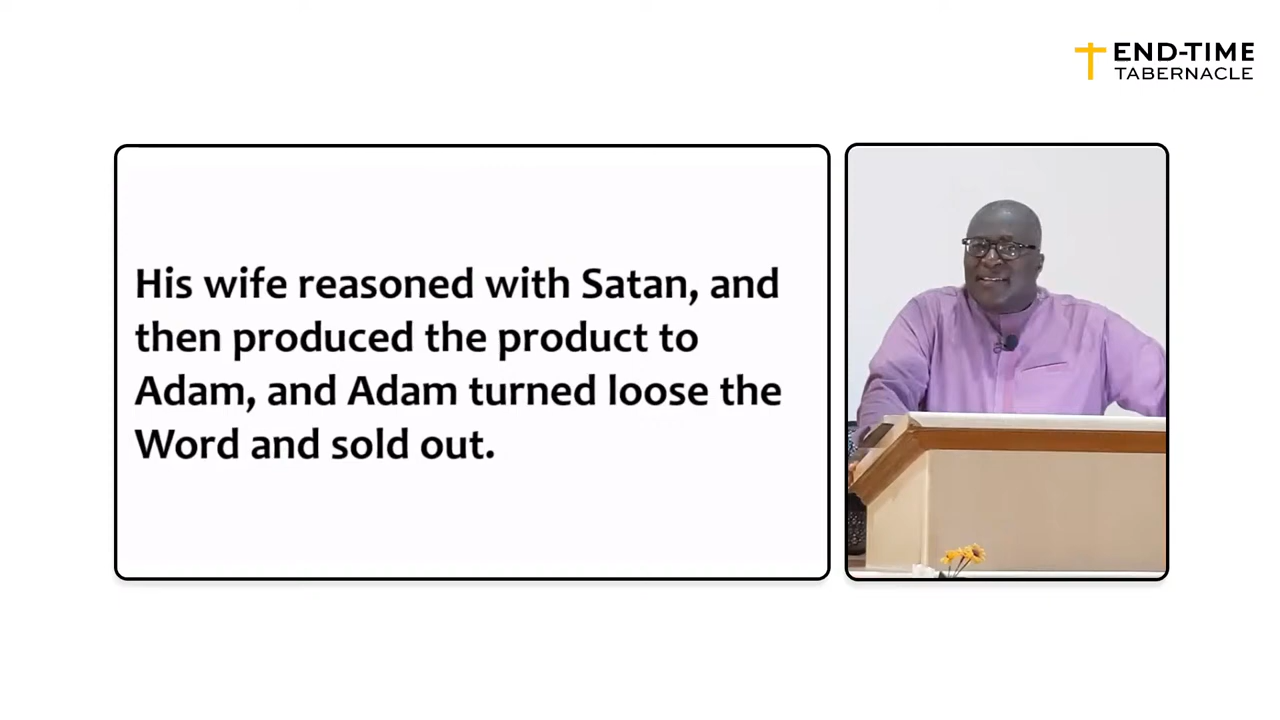 END-TIME
TABERNACLE
His wife reasoned with Satan, and
then produced the product to
Adam, and Adam turned loose the
Word and sold out.